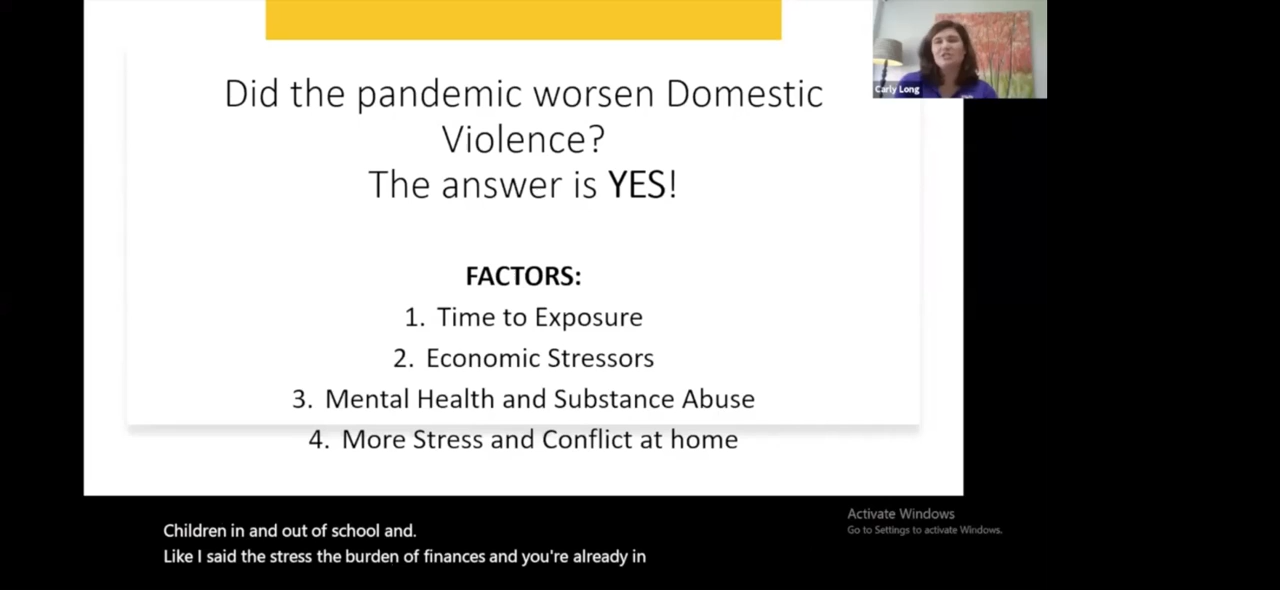 Did the pandemic worsen Domestic
Violence?
The answer is YES!
FACTORS:
1. Time to Exposure
2. Economic Stressors
3. Mental Health and Substance Abuse
4. More Stress and Conflict at home
Carly Long
Children in and out of school and.
Like I said the stress the burden of finances and you're already in
Activate Windows
Go to Settings to activate Windows.